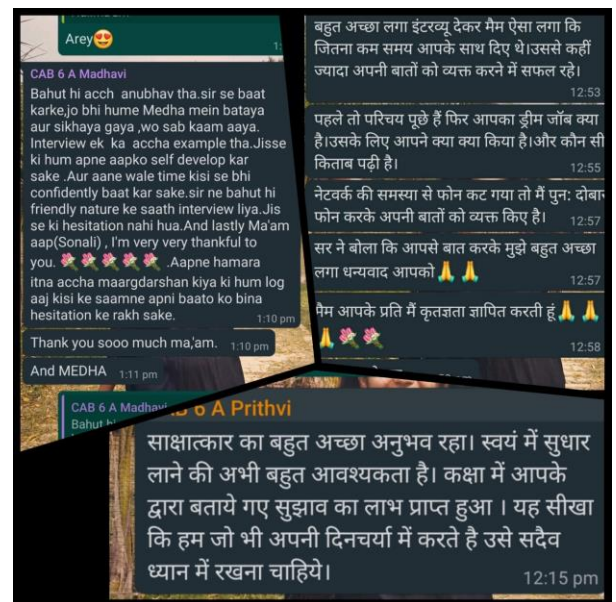 Arey😍
CAB 6 A Madhavi
Bahut hi acch anubhav tha.sir se baat
karke,jo bhi hume Medha mein bataya
aur sikhaya gaya ,wo sab kaam aaya.
Interview ek ka accha example tha.Jisse
ki hum apne aapko self develop kar
sake .Aur aane wale time kisi se bhi
confidently baat kar sake.sir ne bahut hi
friendly nature ke saath interview liya.Jis
se ki hesitation nahi hua.And lastly Ma'am
aap(Sonali) , I'm very very thankful to
you. 💐💐💐💐💐 .Aapne hamara
itna accha maargdarshan kiya ki hum log
aaj kisi ke saamne apni baato ko bina
hesitation ke rakh sake.
1:10 pm
Thank you sooo much ma,'am. 1:10 pm
And MEDHA 1:11 pm
CAB 6 A Madhavi
बहुत अच्छा लगा इंटरव्यू देकर मैम ऐसा लगा कि
जितना कम समय आपके साथ दिए थे।उससे कहीं
ज्यादा अपनी बातों को व्यक्त करने में सफल रहे।
12:53
पहले तो परिचय पूछे हैं फिर आपका ड्रीम जॉब क्या
है।उसके लिए आपने क्या क्या किया है।और कौन सी
किताब पढ़ी है।
12:55
नेटवर्क की समस्या से फोन कट गया तो मैं पुन: दोबार
फोन करके अपनी बातों को व्यक्त किए है। 12:57
सर ने बोला कि आपसे बात करके मुझे बहुत अच्छा
लगा धन्यवाद आपको🙏 🙏 12:57
मैम आपके प्रति मैं कृतज्ञता ज्ञापित करती हूं🙏 🙏
🙏 💐 💐 12:58
6 A Prithvi
साक्षात्कार का बहुत अच्छा अनुभव रहा। स्वयं में सुधार
लाने की अभी बहुत आवश्यकता है। कक्षा में आपके
द्वारा बताये गए सुझाव का लाभ प्राप्त हुआ । यह सीखा
कि हम जो भी अपनी दिनचर्या में करते है उसे सदैव
ध्यान में रखना चाहिये।
12:15 pm